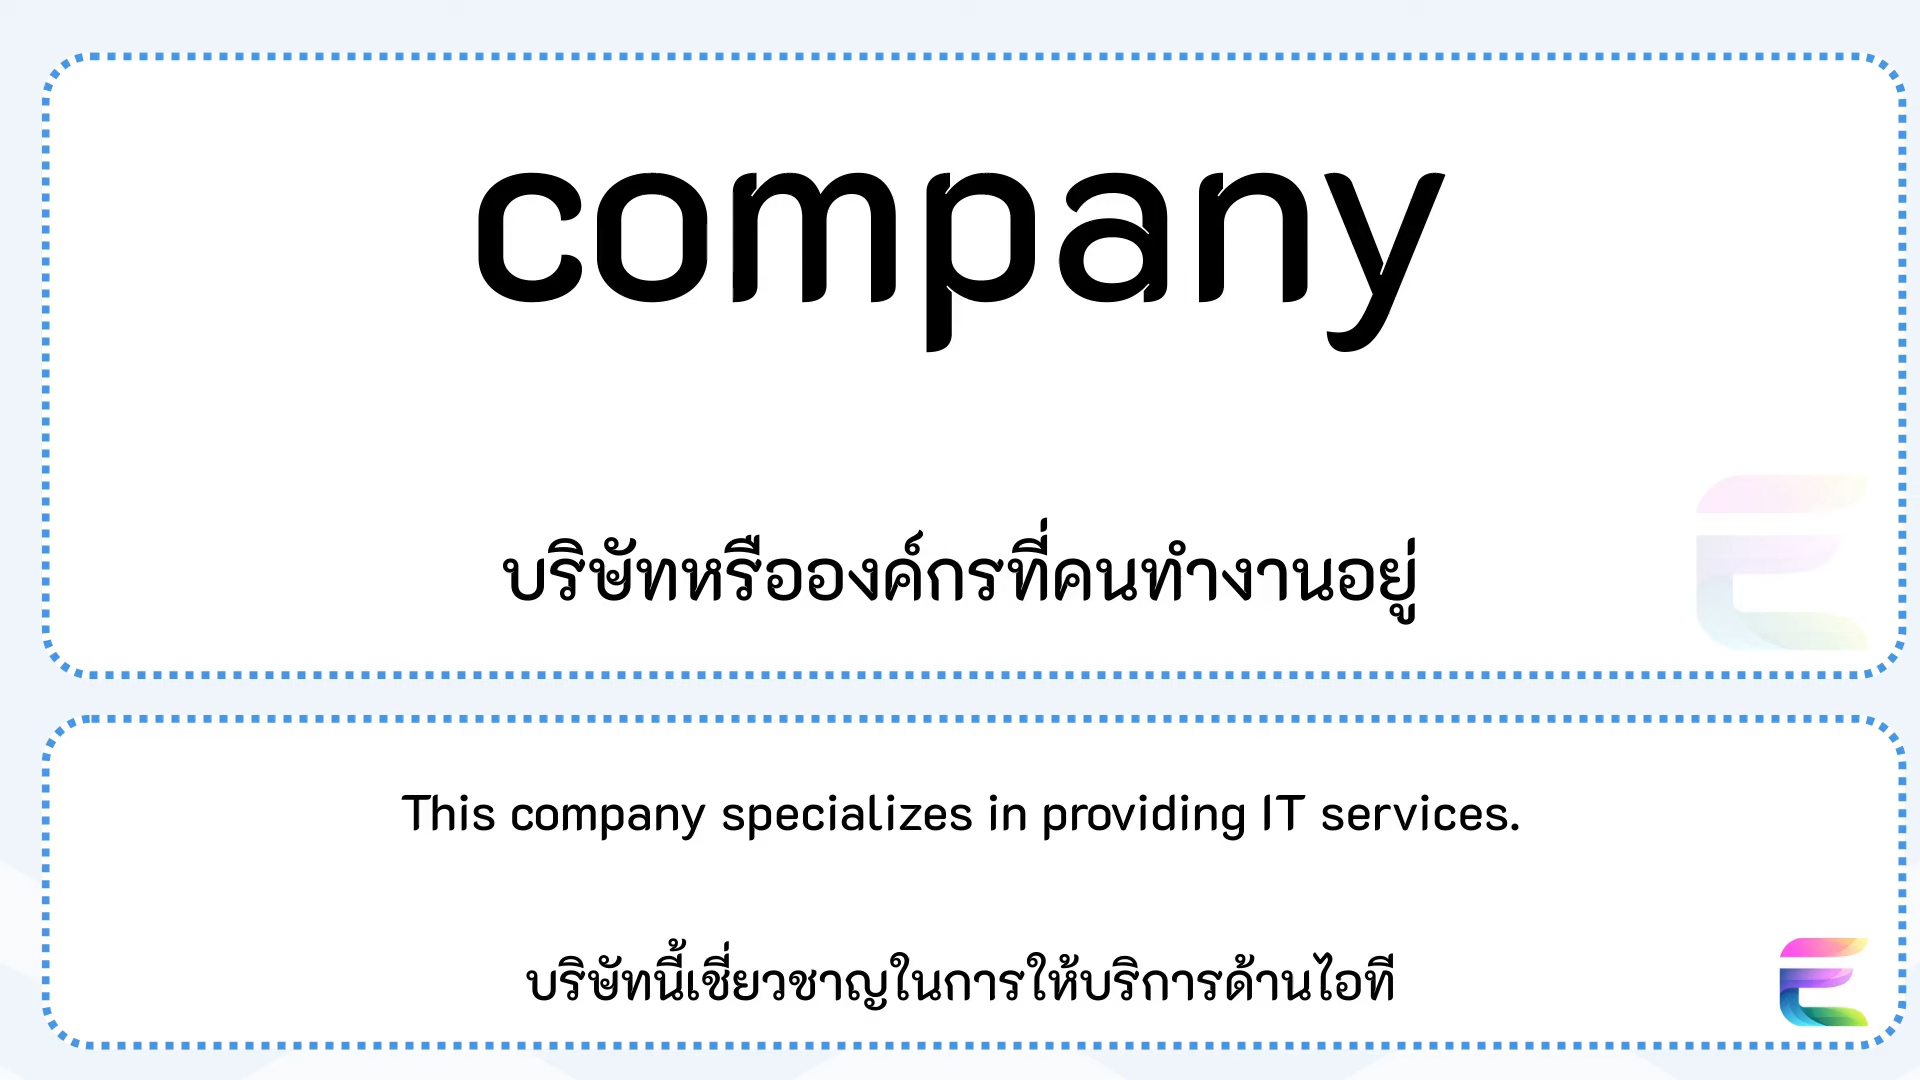 company
บริษัทหรือองค์กรที่คนทำงานอยู่
This company specializes in providing IT services.
บริษัทนี้เชี่ยวชาญในการให้บริการด้านไอที